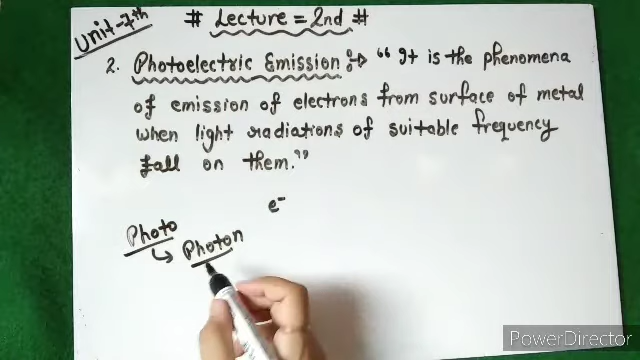 Unit-7th
# Lecture = 2nd #
2. Photoelectric Emission :-> "It is the phenomena
of emission of electrons from surface of metal
when light radiations of suitable frequency
fall on them."
e-
Photo
↳ Photon
PowerDirector